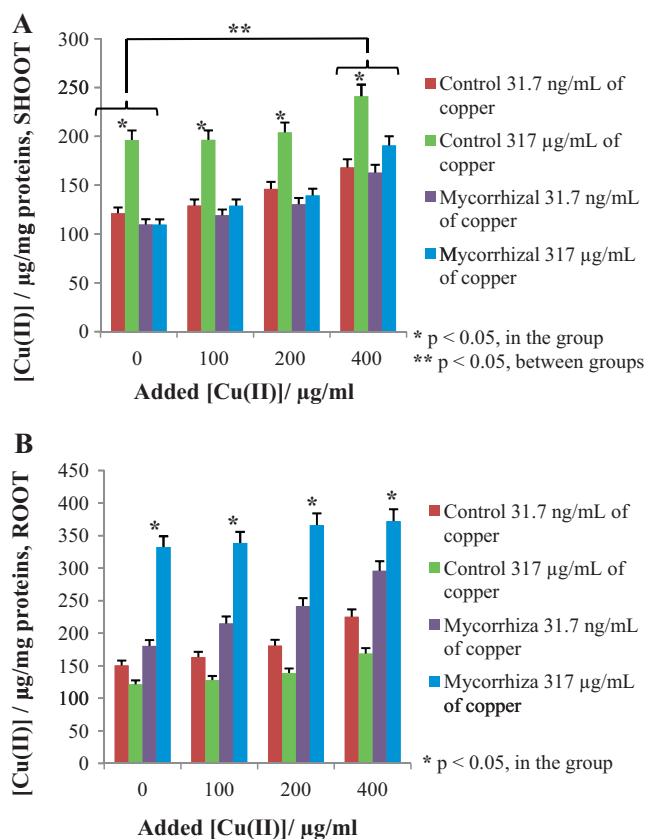 A
**
300
250
200
150
100
50
0
[Cu(II)] / µg/mg proteins, SHOOT
*
*
*
*
0 100 200 400
Added [Cu(II)]/ µg/ml
Control 31.7 ng/mL of
copper
Control 317 µg/mL of
copper
Mycorrhizal 31.7 ng/mL
of copper
Mycorrhizal 317 µg/mL
of copper
* p < 0.05, in the group
** p < 0.05, between groups
B
450
400
350
300
250
200
150
100
50
0
[Cu(II)] / µg/mg proteins, ROOT
*
*
*
*
0 100 200 400
Added [Cu(II)]/ µg/ml
Control 31.7 ng/mL of
copper
Control 317 µg/mL of
copper
Mycorrhiza 31.7 ng/mL
of copper
Mycorrhiza 317 µg/mL
of copper
* p < 0.05, in the group